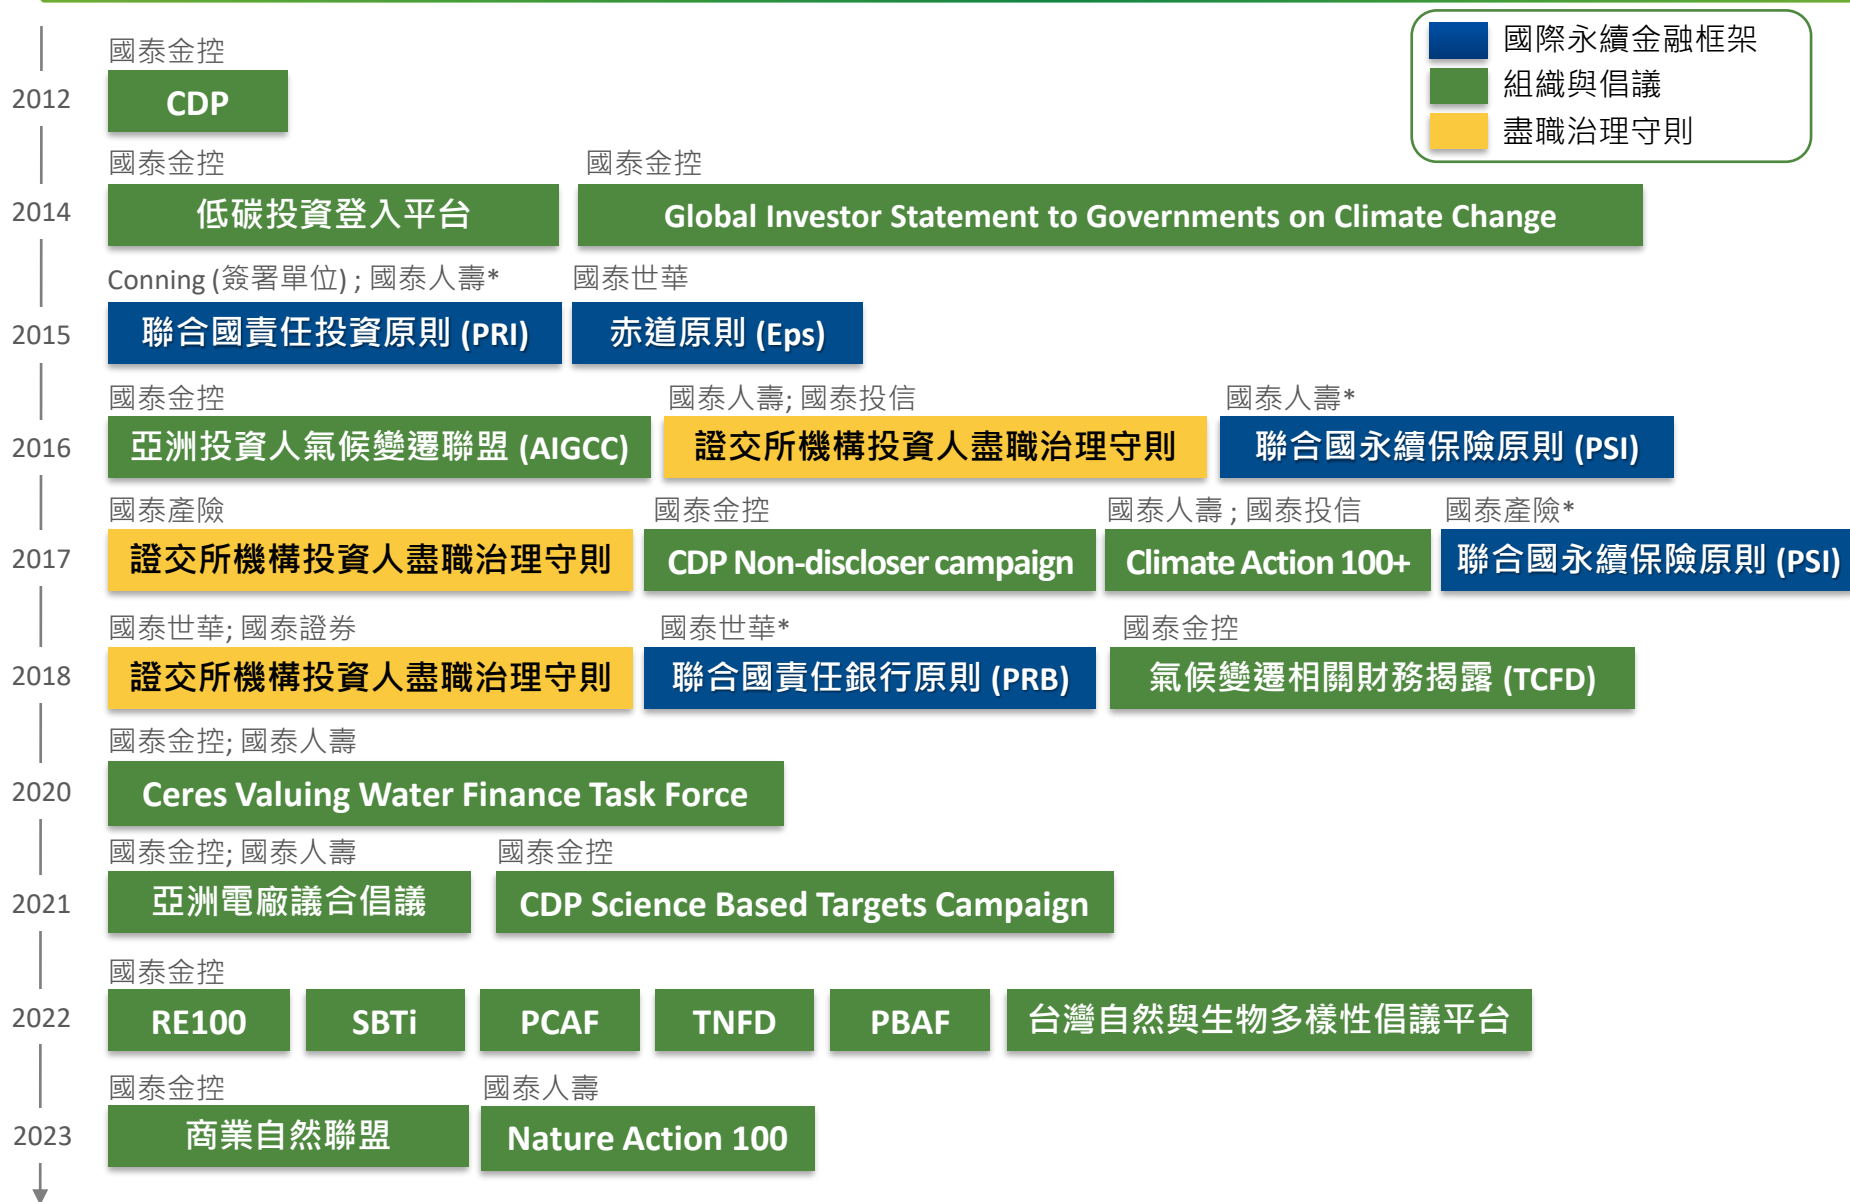 國際永續金融框架
組織與倡議
盡職治理守則
國泰金控
2012
CDP
國泰金控 國泰金控
2014
低碳投資登入平台 Global Investor Statement to Governments on Climate Change
Conning (簽署單位) ; 國泰人壽* 國泰世華
2015
聯合國責任投資原則 (PRI) 赤道原則 (Eps)
國泰金控 國泰人壽; 國泰投信 國泰人壽*
2016
亞洲投資人氣候變遷聯盟 (AIGCC) 證交所機構投資人盡職治理守則 聯合國永續保險原則 (PSI)
國泰產險 國泰金控 國泰人壽 ; 國泰投信 國泰產險*
2017
證交所機構投資人盡職治理守則 CDP Non-discloser campaign Climate Action 100+ 聯合國永續保險原則 (PSI)
國泰世華; 國泰證券 國泰世華* 國泰金控
2018
證交所機構投資人盡職治理守則 聯合國責任銀行原則 (PRB) 氣候變遷相關財務揭露 (TCFD)
國泰金控; 國泰人壽
2020
Ceres Valuing Water Finance Task Force
國泰金控; 國泰人壽 國泰金控
2021
亞洲電廠議合倡議 CDP Science Based Targets Campaign
國泰金控
2022
RE100 SBTi PCAF TNFD PBAF 台灣自然與生物多樣性倡議平台
國泰金控 國泰人壽
2023
商業自然聯盟 Nature Action 100